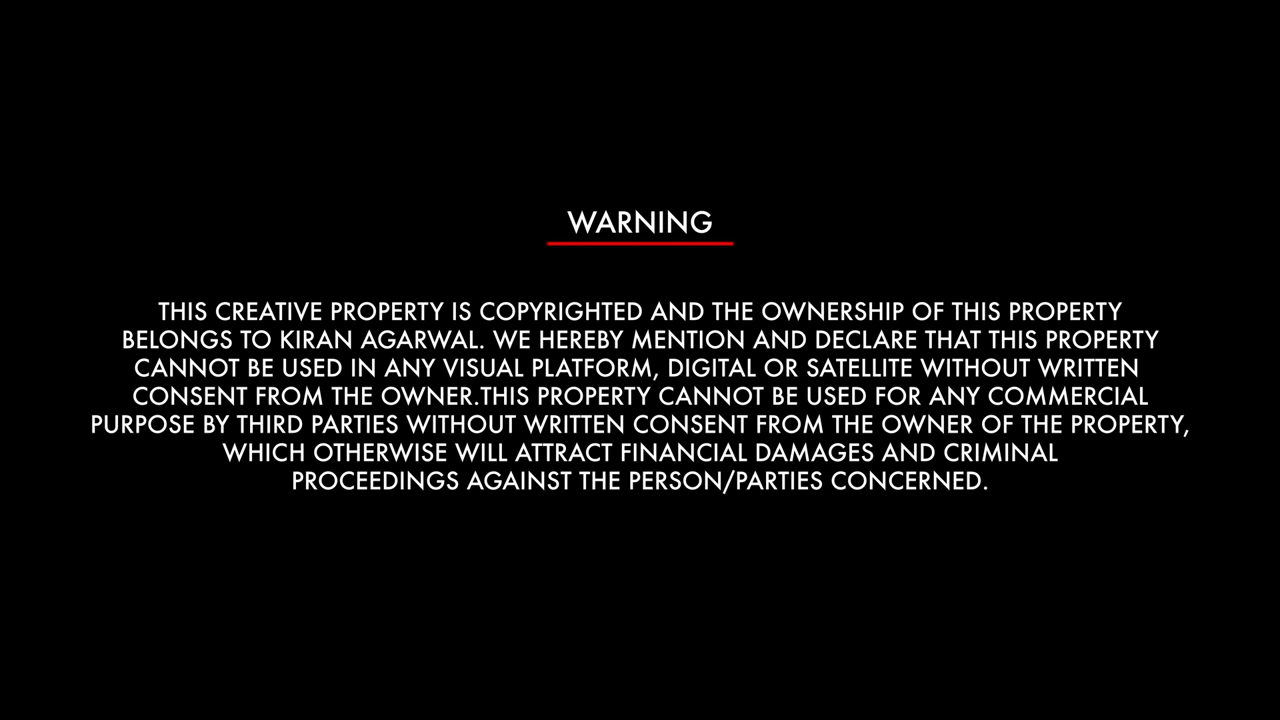 WARNING
THIS CREATIVE PROPERTY IS COPYRIGHTED AND THE OWNERSHIP OF THIS PROPERTY
BELONGS TO KIRAN AGARWAL. WE HEREBY MENTION AND DECLARE THAT THIS PROPERTY
CANNOT BE USED IN ANY VISUAL PLATFORM, DIGITAL OR SATELLITE WITHOUT WRITTEN
CONSENT FROM THE OWNER.THIS PROPERTY CANNOT BE USED FOR ANY COMMERCIAL
PURPOSE BY THIRD PARTIES WITHOUT WRITTEN CONSENT FROM THE OWNER OF THE PROPERTY,
WHICH OTHERWISE WILL ATTRACT FINANCIAL DAMAGES AND CRIMINAL
PROCEEDINGS AGAINST THE PERSON/PARTIES CONCERNED.